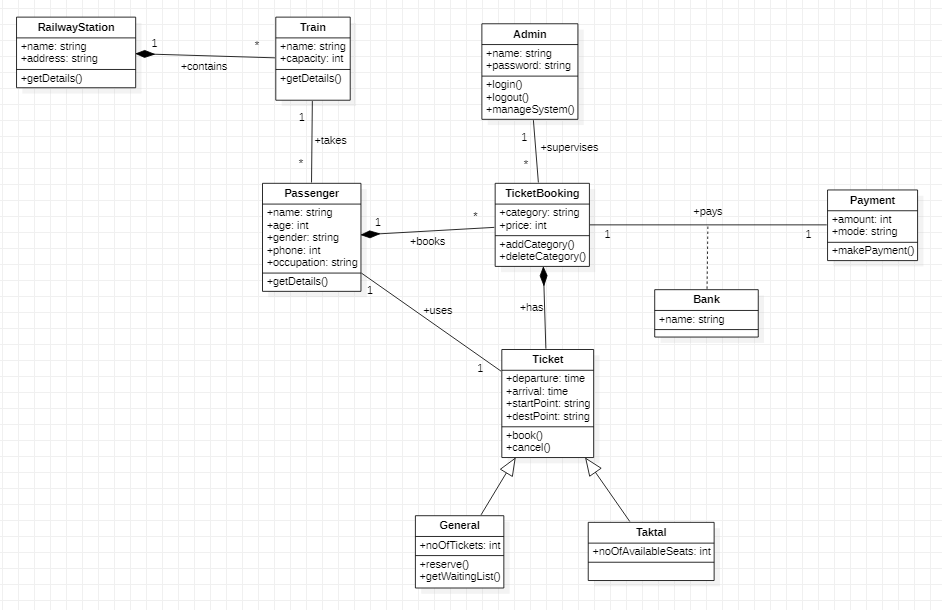 RailwayStation
+name: string
+address: string
+getDetails()
1
*
+contains
Train
+name: string
+capacity: int
+getDetails()
Admin
+name: string
+password: string
+login()
+logout()
+manageSystem()
1
+takes
*
1
+supervises
*
Passenger
+name: string
+age: int
+gender: string
+phone: int
+occupation: string
+getDetails()
1
*
+books
TicketBooking
+category: string
+price: int
+addCategory()
+deleteCategory()
+pays
1
1
Payment
+amount: int
+mode: string
+makePayment()
Bank
+name: string
1
+uses
1
+has
Ticket
+departure: time
+arrival: time
+startPoint: string
+destPoint: string
+book()
+cancel()
General
+noOfTickets: int
+reserve()
+getWaitingList()
Taktal
+noOfAvailableSeats: int